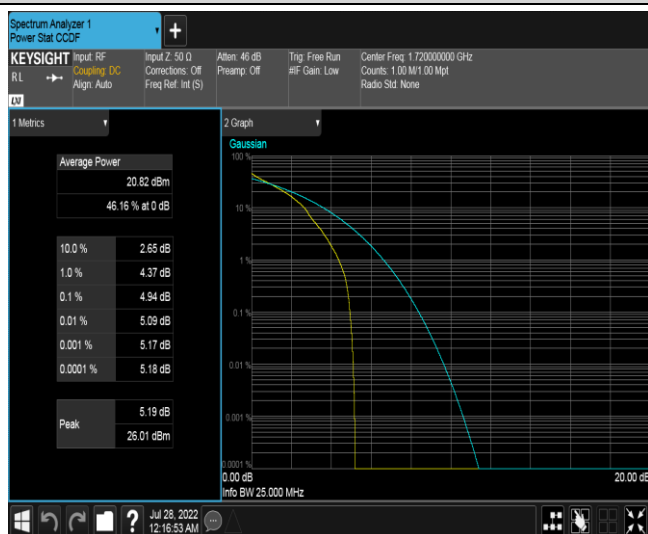 Spectrum Analyzer 1
Power Stat CCDF
+
KEYSIGHT
RL
LXI
Input: RF
Coupling: DC
Align: Auto
Input Z: 50 Ω
Corrections: Off
Freq Ref: Int (S)
Atten: 46 dB
Preamp: Off
Trig: Free Run
#IF Gain: Low
Center Freq: 1.720000000 GHz
Counts: 1.00 M/1.00 Mpt
Radio Std: None
1 Metrics
Average Power
20.82 dBm
46.16 % at 0 dB
10.0 % 2.65 dB
1.0 % 4.37 dB
0.1 % 4.94 dB
0.01 % 5.09 dB
0.001 % 5.17 dB
0.0001 % 5.18 dB
Peak
5.19 dB
26.01 dBm
2 Graph
Gaussian
100 %
10 %
1 %
0.1 %
0.01 %
0.001 %
0.0001 %
0.00 dB
20.00 dB
Info BW 25.000 MHz
?
Jul 28, 2022
12:16:53 AM